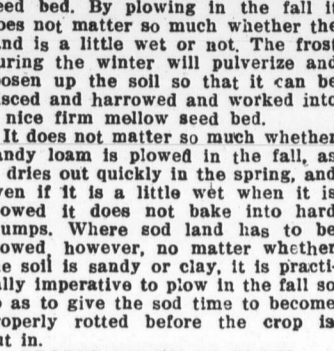 eed bed. By plowing in the fall it
oes not matter so much whether the
nd is a little wet or not. The frost
uring the winter will pulverize and
oosen up the soil so that it can be
isced and harrowed and worked into
nice firm mellow seed bed.
It does not matter so much whether
andy loam is plowed in the fall, as
dries out quickly in the spring, and
ven if it is a little wet when it is
lowed it does not bake into hard
umps. Where sod land has to be
lowed, however, no matter whether
he soil is sandy or clay, it is practi-
ally imperative to plow in the fall so
o as to give the sod time to become
roperly rotted before the crop is
ut in.